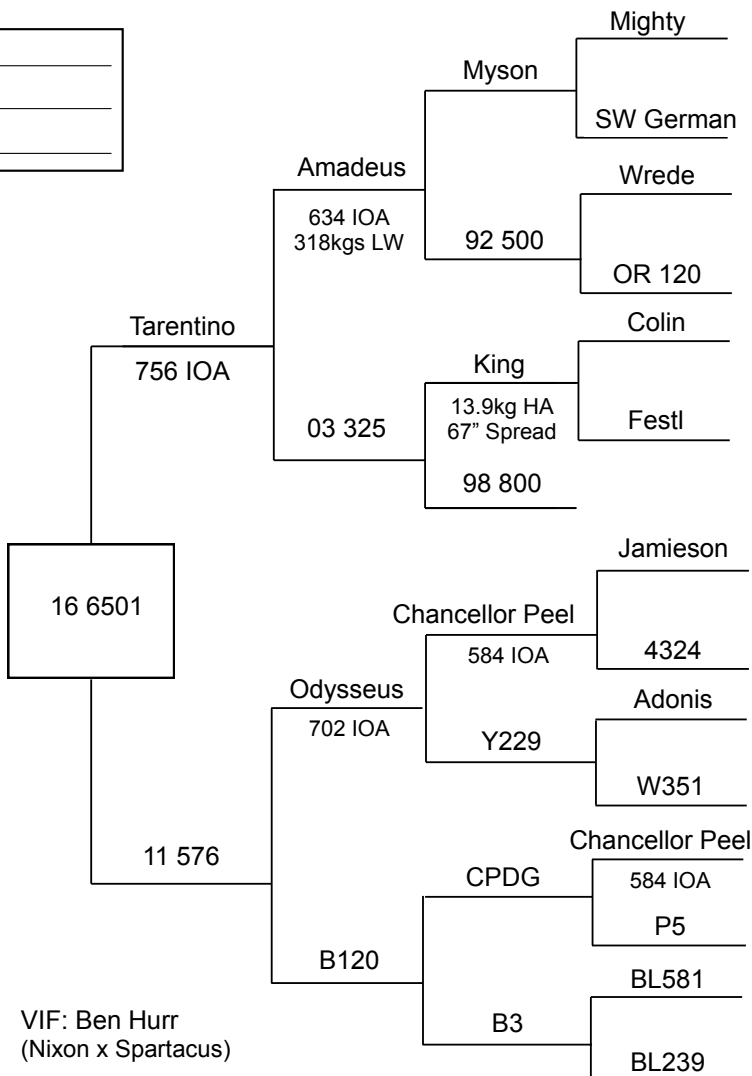 Mighty
Myson
SW German
Amadeus
634 IOA
318kgs LW
Wrede
92 500
OR 120
Tarentino
756 IOA
Colin
King
13.9kg HA
67” Spread
03 325
Festl
98 800
16 6501
Jamieson
Chancellor Peel
584 IOA
4324
Odysseus
702 IOA
Adonis
Y229
W351
11 576
Chancellor Peel
584 IOA
CPDG
P5
B120
BL581
B3
BL239
VIF: Ben Hurr
(Nixon x Spartacus)